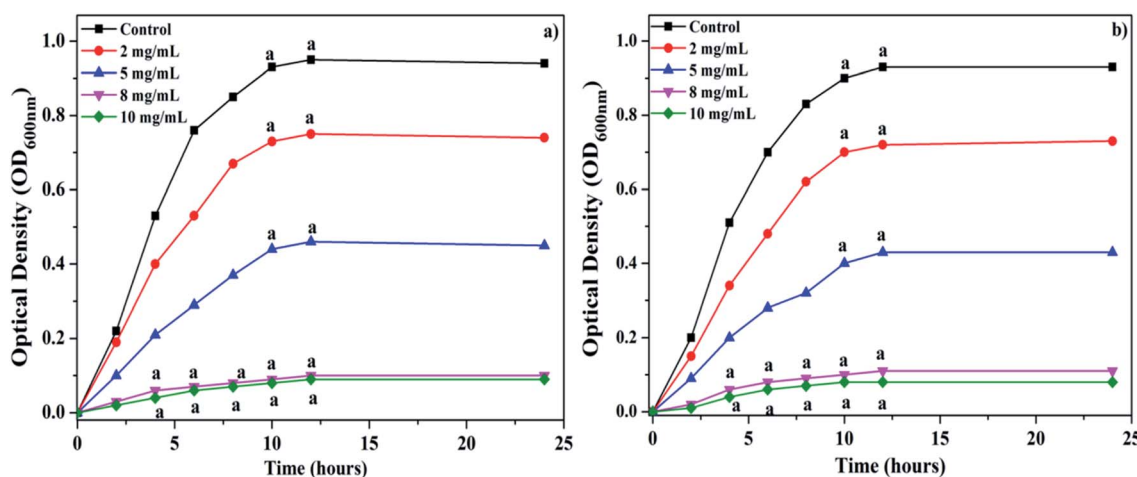 Control
2 mg/mL
5 mg/mL
8 mg/mL
10 mg/mL
a)
1.0
0.8
0.6
0.4
0.2
0.0
Optical Density (OD600nm)
a a
a a
a a
a a a a a
a a a a a
0 5 10 15 20 25
Time (hours)
Control
2 mg/mL
5 mg/mL
8 mg/mL
10 mg/mL
b)
1.0
0.8
0.6
0.4
0.2
0.0
Optical Density (OD600nm)
a a
a a
a a
a a a a a
a a a a a
0 5 10 15 20 25
Time (hours)